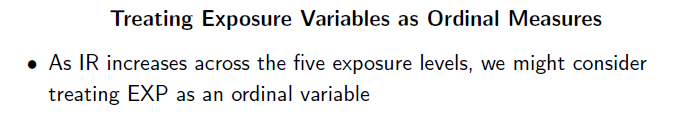 Treating Exposure Variables as Ordinal Measures
• As IR increases across the five exposure levels, we might consider
treating EXP as an ordinal variable